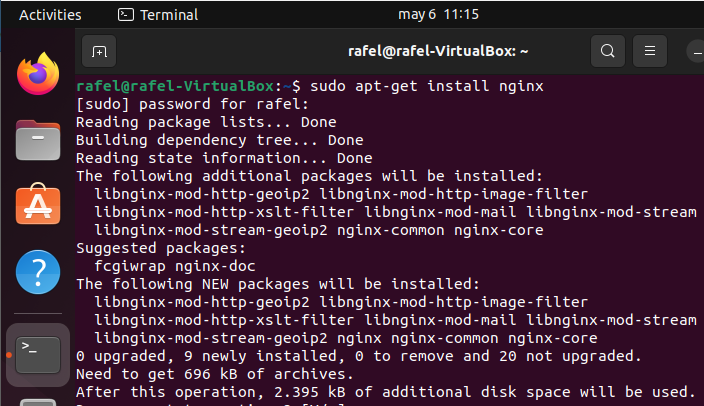 Activities
Terminal
may 6 11:15
rafel@rafel-VirtualBox: ~
rafel@rafel-VirtualBox:~$ sudo apt-get install nginx
[sudo] password for rafel:
Reading package lists... Done
Building dependency tree... Done
Reading state information... Done
The following additional packages will be installed:
libnginx-mod-http-geoip2 libnginx-mod-http-image-filter
libnginx-mod-http-xslt-filter libnginx-mod-mail libnginx-mod-stream
libnginx-mod-stream-geoip2 nginx-common nginx-core
Suggested packages:
fcgiwrap nginx-doc
The following NEW packages will be installed:
libnginx-mod-http-geoip2 libnginx-mod-http-image-filter
libnginx-mod-http-xslt-filter libnginx-mod-mail libnginx-mod-stream
libnginx-mod-stream-geoip2 nginx nginx-common nginx-core
0 upgraded, 9 newly installed, 0 to remove and 20 not upgraded.
Need to get 696 kB of archives.
After this operation, 2.395 kB of additional disk space will be used.